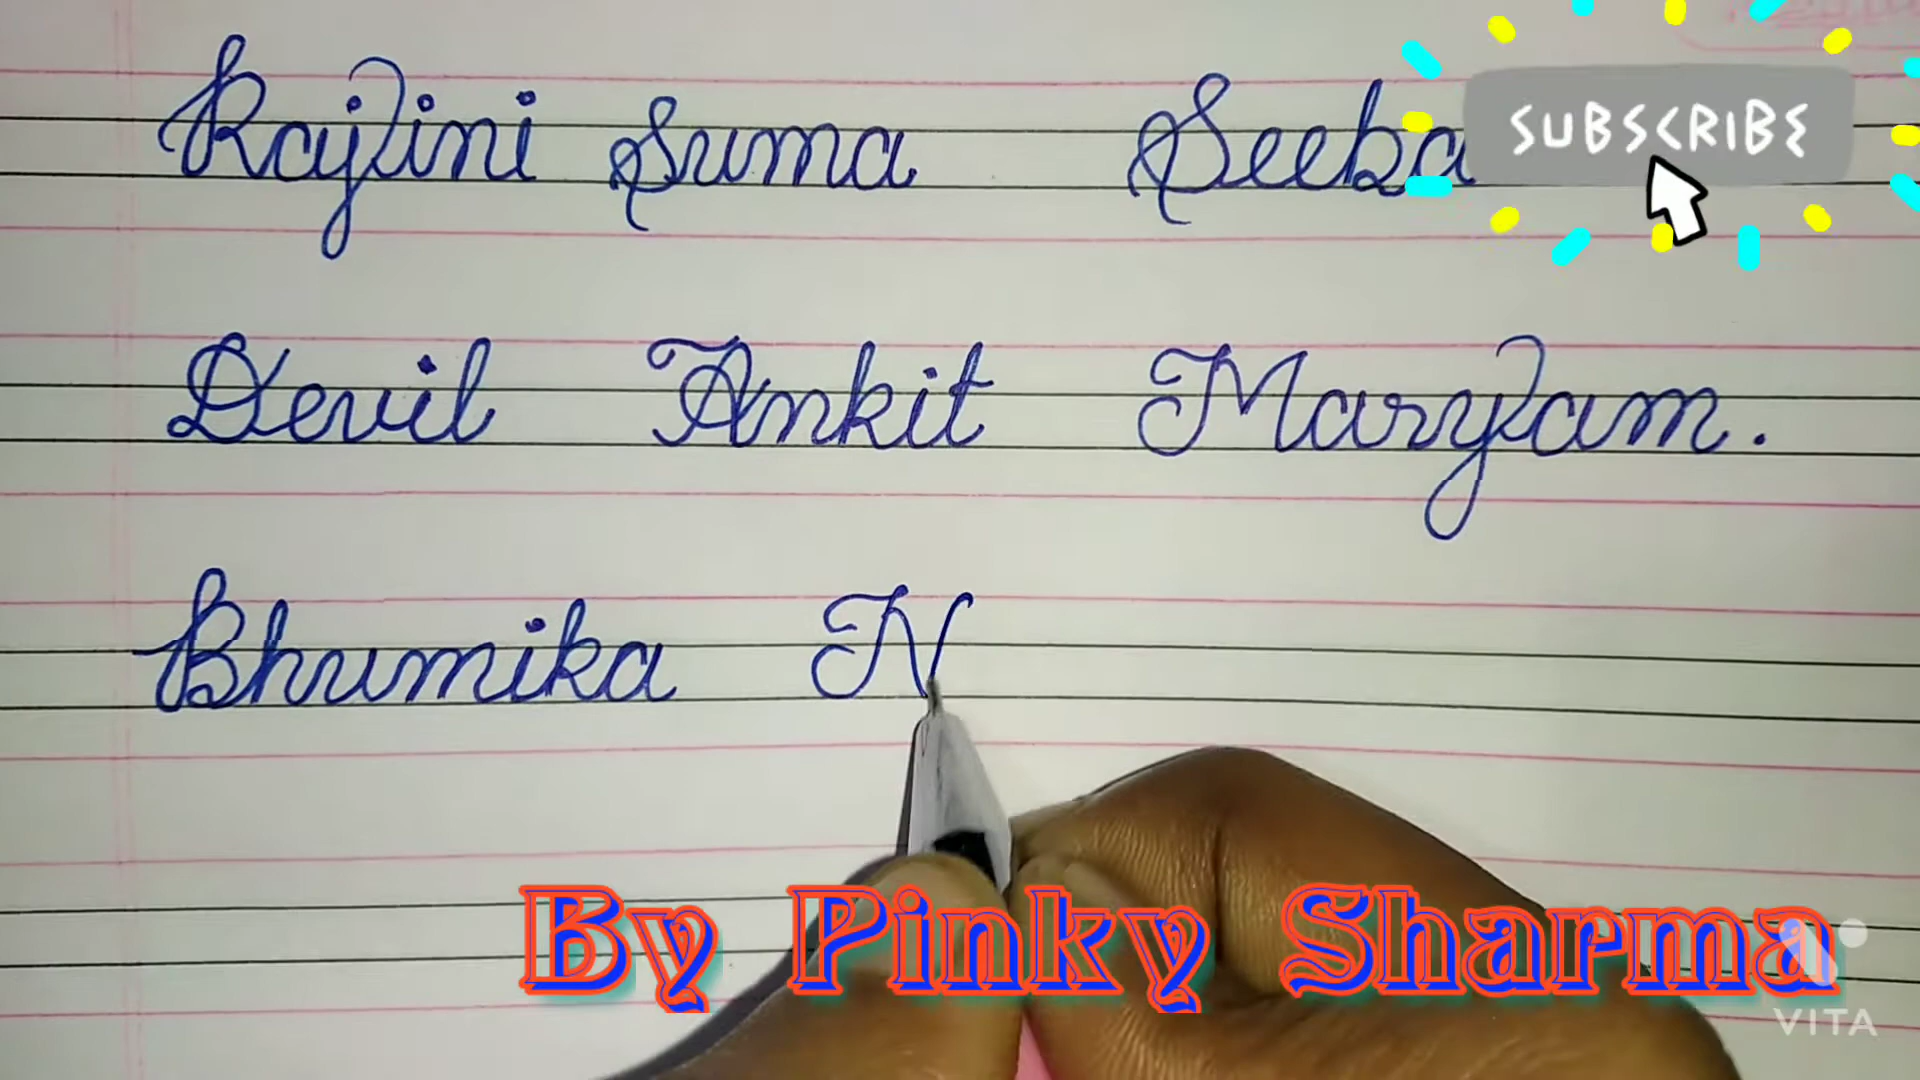 Rajini Suma Seeba SUBSCRIBE
Devil Ankit Maryam.
Bhumika N
By Pinky Sharma
VITA